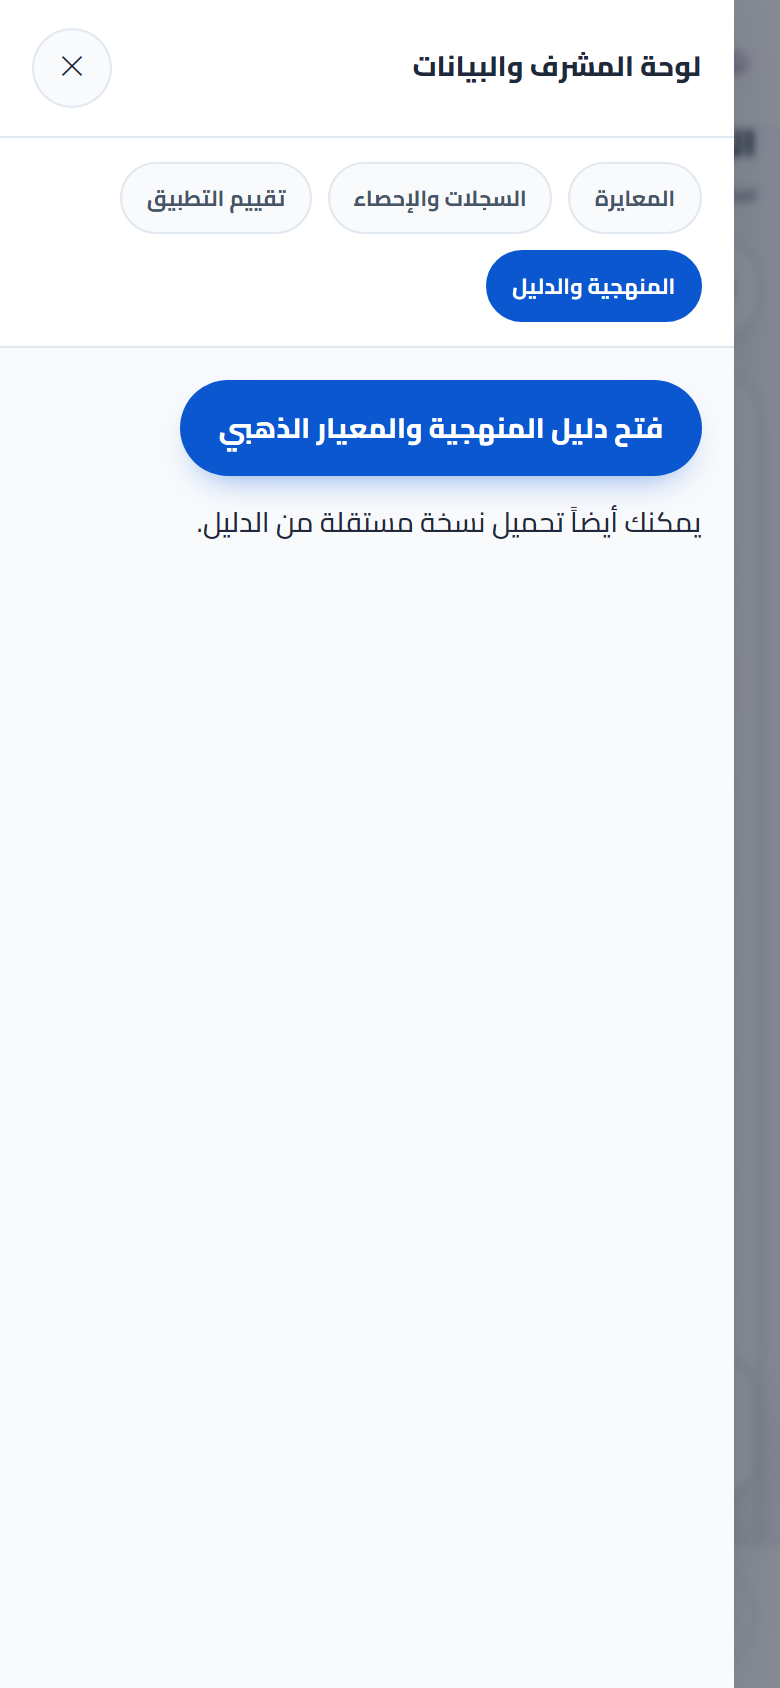 لوحة المشرف والبيانات
المعايرة
السجلات والإحصاء
تقييم التطبيق
المنهجية والدليل
فتح دليل المنهجية والمعيار الذهبي
يمكنك أيضاً تحميل نسخة مستقلة من الدليل.